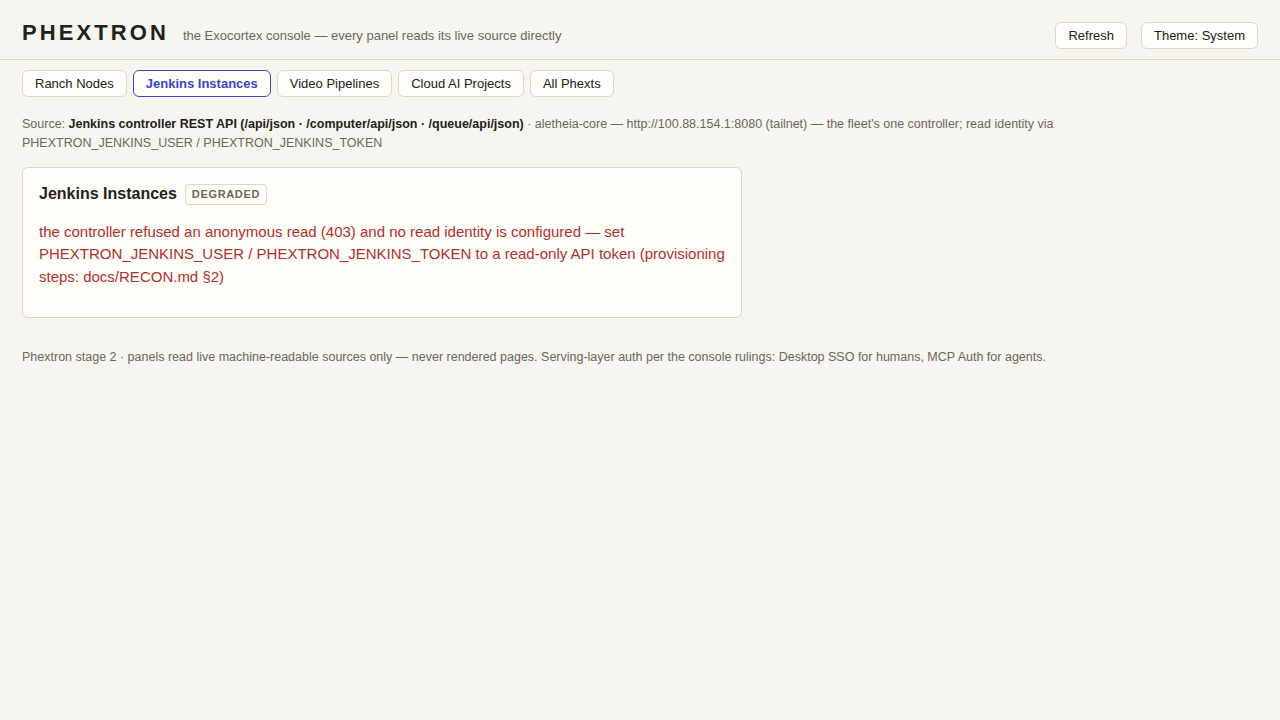 PHEXTRON the Exocortex console — every panel reads its live source directly Refresh Theme: System
Ranch Nodes Jenkins Instances Video Pipelines Cloud AI Projects All Phexts
Source: Jenkins controller REST API (/api/json · /computer/api/json · /queue/api/json) · aletheia-core — http://100.88.154.1:8080 (tailnet) — the fleet's one controller; read identity via
PHEXTRON_JENKINS_USER / PHEXTRON_JENKINS_TOKEN
Jenkins Instances DEGRADED
the controller refused an anonymous read (403) and no read identity is configured — set
PHEXTRON_JENKINS_USER / PHEXTRON_JENKINS_TOKEN to a read-only API token (provisioning
steps: docs/RECON.md §2)
Phextron stage 2 · panels read live machine-readable sources only — never rendered pages. Serving-layer auth per the console rulings: Desktop SSO for humans, MCP Auth for agents.